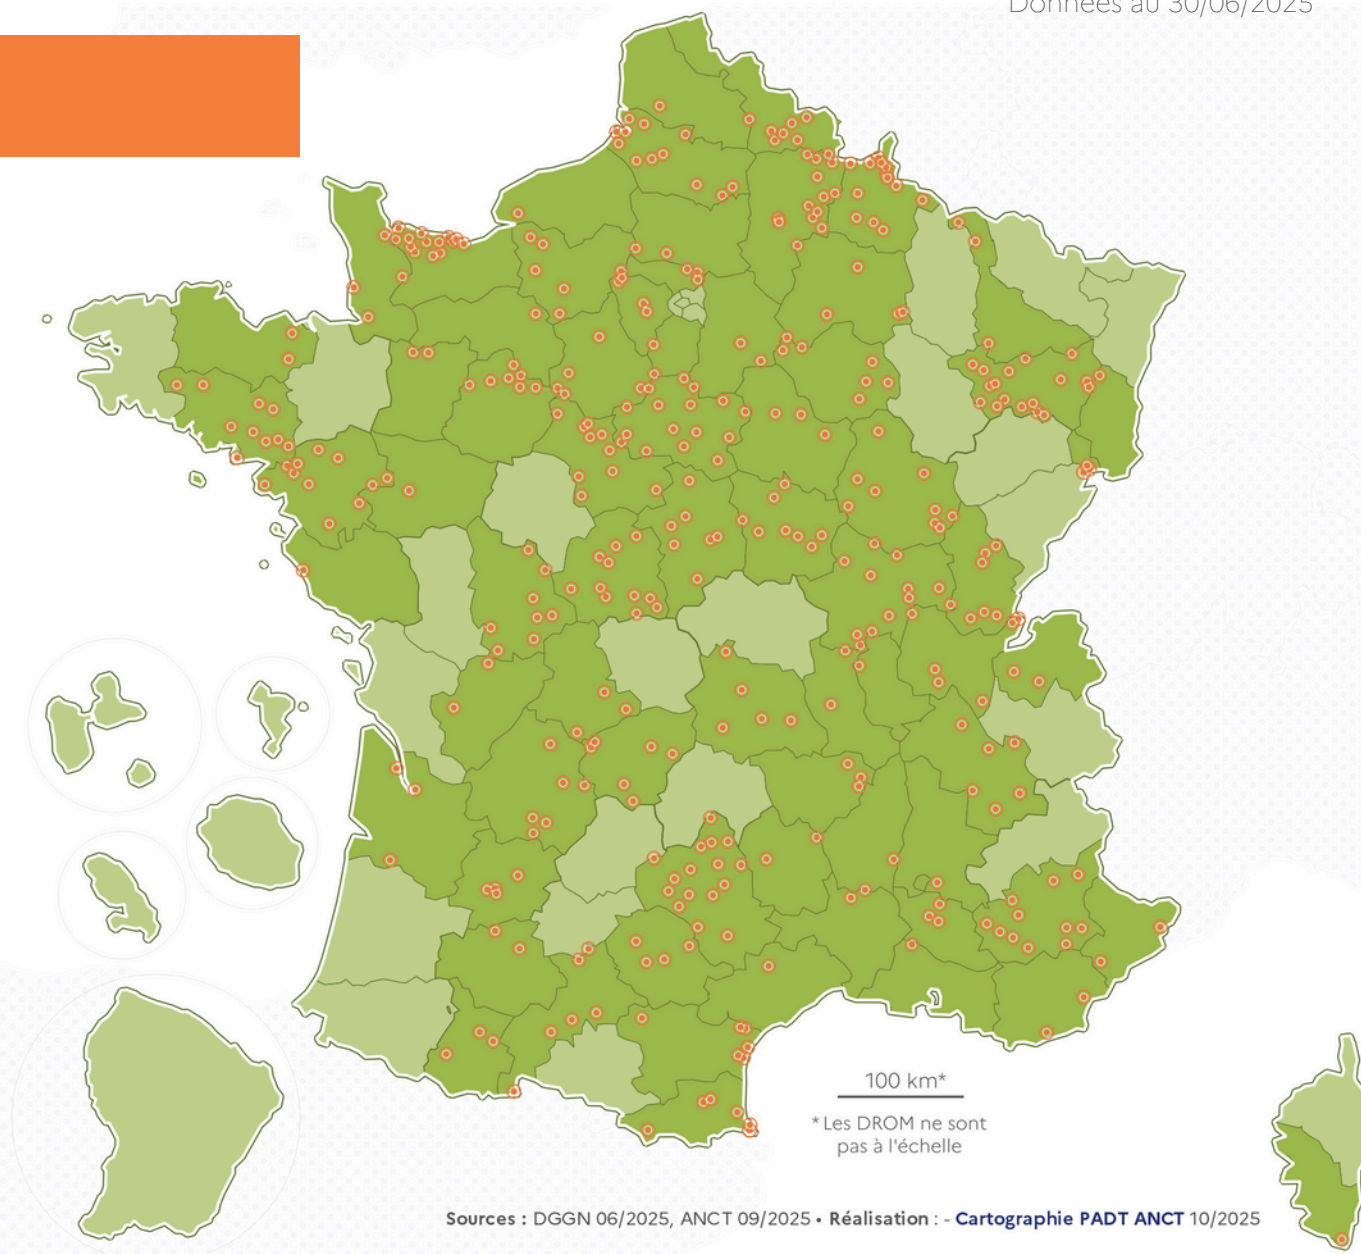 Données au 30/06/2025
100 km*
* Les DROM ne sont
pas à l'échelle
Sources : DGGN 06/2025, ANCT 09/2025 • Réalisation : - Cartographie PADT ANCT 10/2025